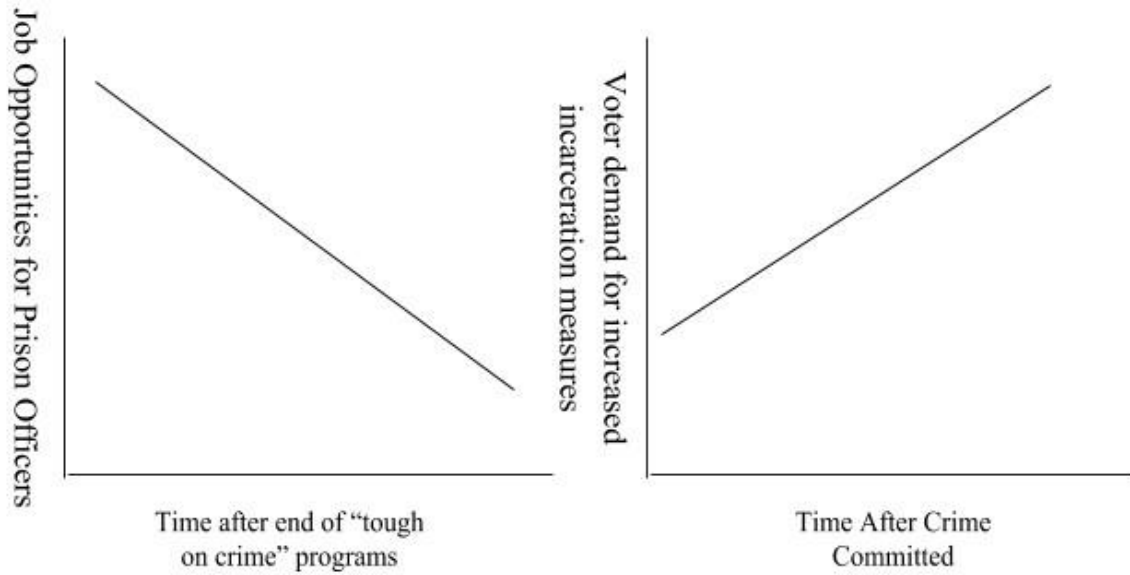 Job Opportunities for Prison Officers
Time after end of “tough
on crime” programs
Voter demand for increased
incarceration measures
Time After Crime
Committed